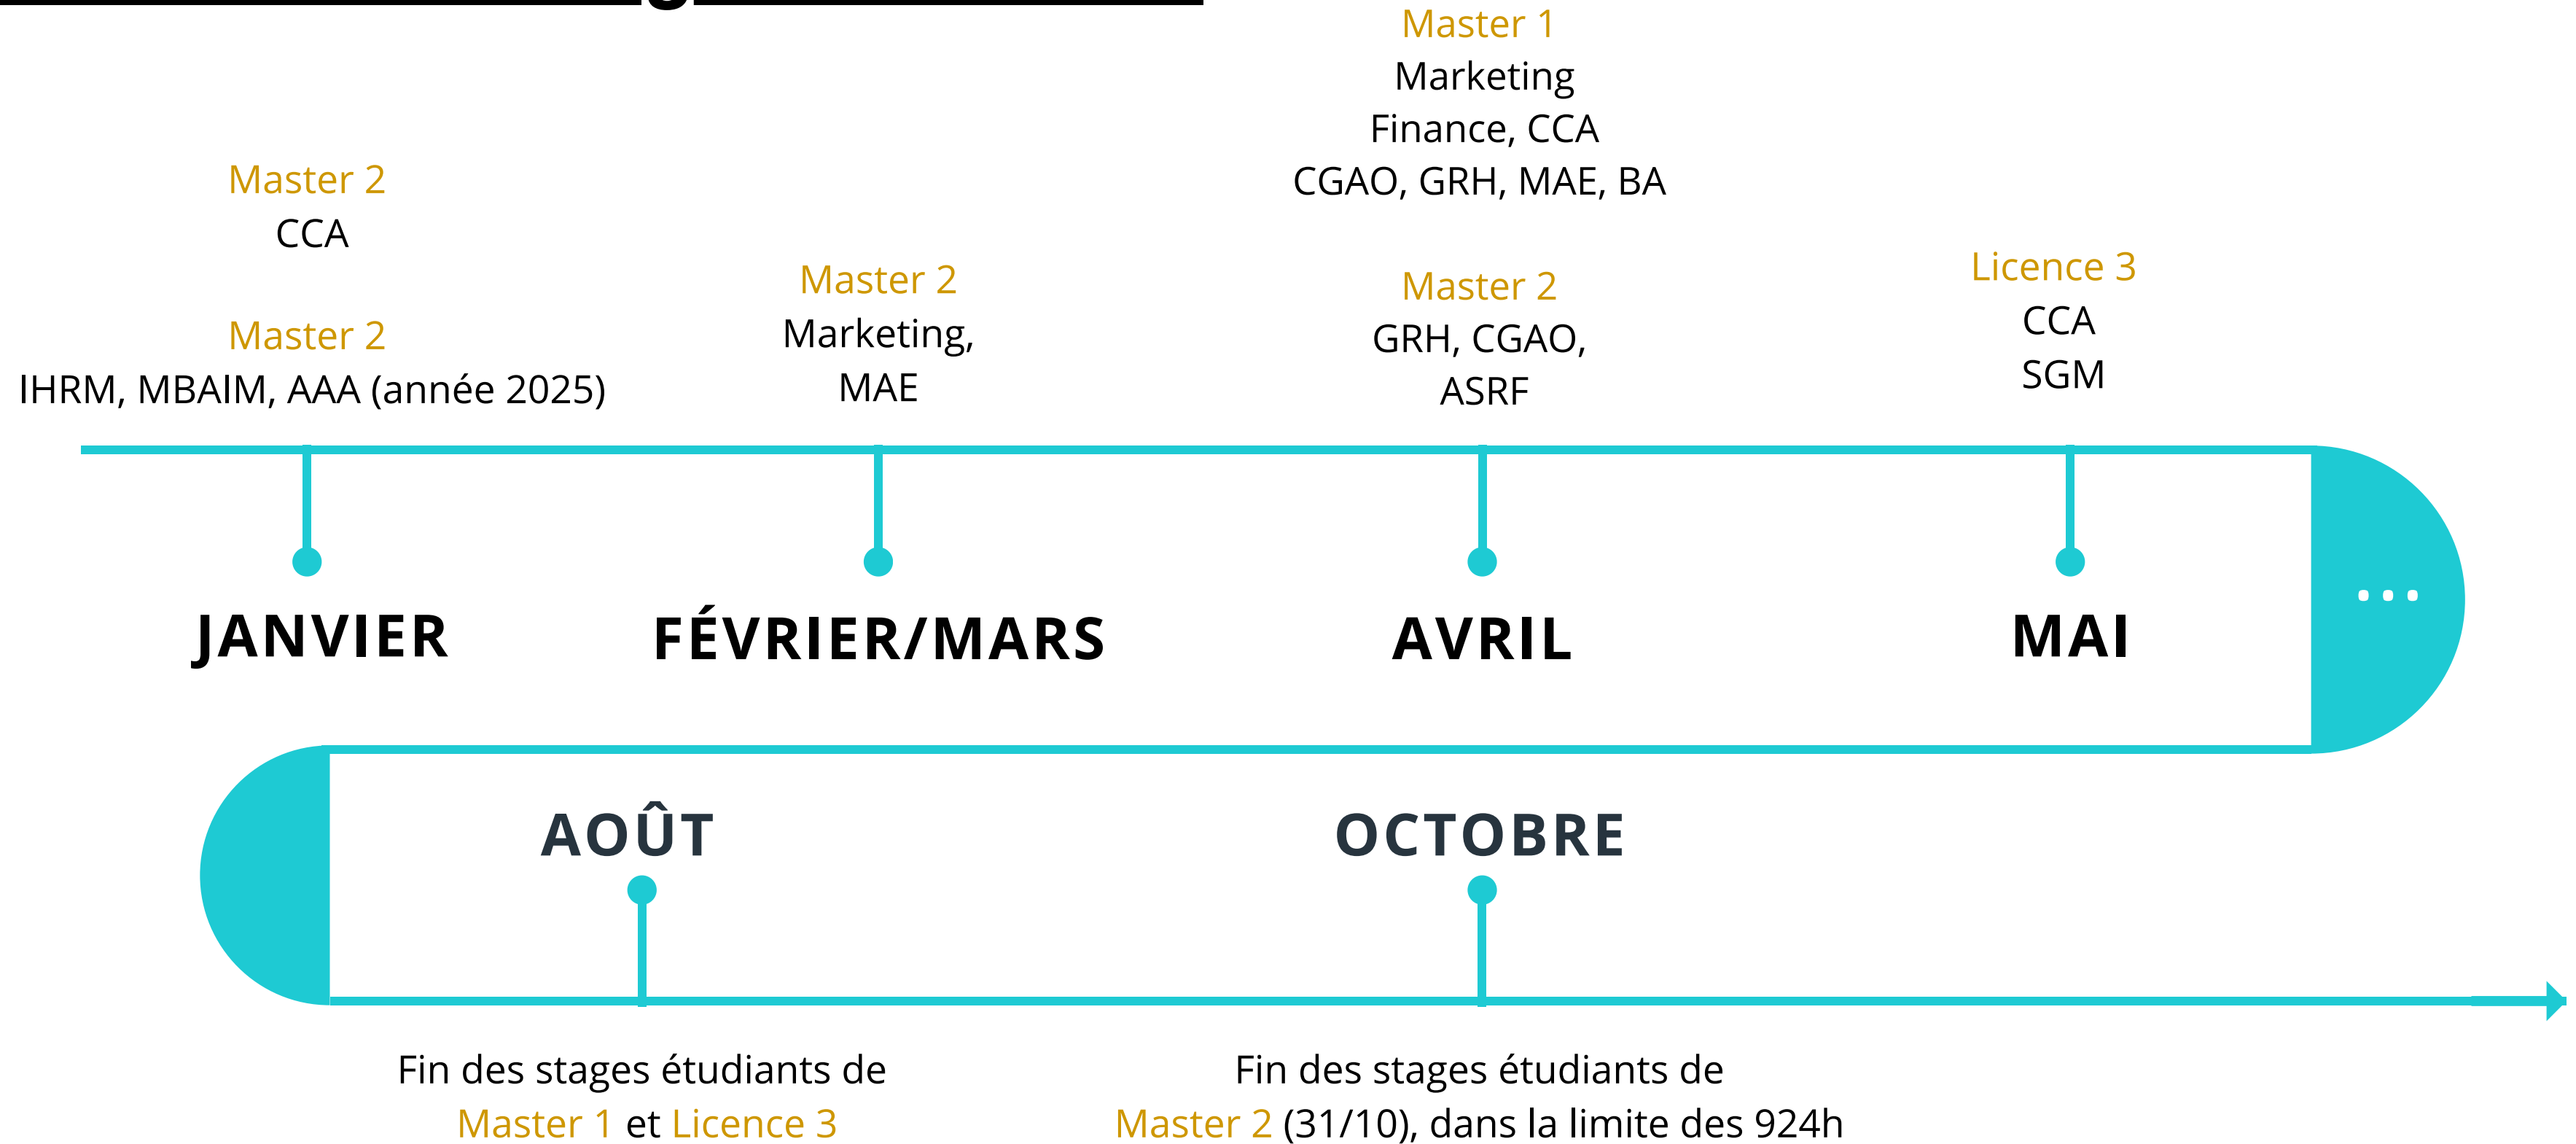 Master 2
CCA
Master 2
IHRM, MBAIM, AAA (année 2025)
Master 2
Marketing,
MAE
Master 1
Marketing
Finance, CCA
CGAO, GRH, MAE, BA
Master 2
GRH, CGAO,
ASRF
Licence 3
CCA
SGM
JANVIER
FÉVRIER/MARS
AVRIL
MAI
...
AOÛT
OCTOBRE
Fin des stages étudiants de
Master 1 et Licence 3
Fin des stages étudiants de
Master 2 (31/10), dans la limite des 924h